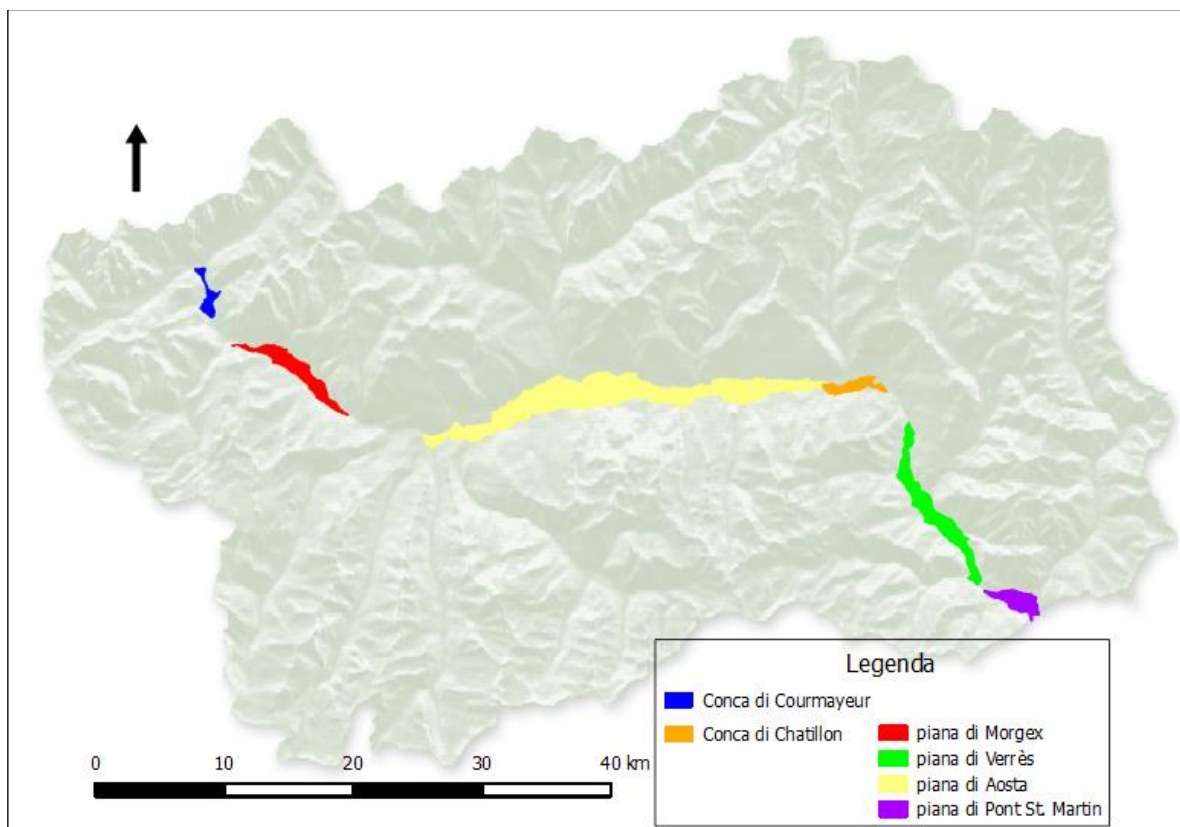 Legenda
Conca di Courmayeur
Conca di Chatillon
piana di Morgex
piana di Verrès
piana di Aosta
piana di Pont St. Martin
0 10 20 30 40 km